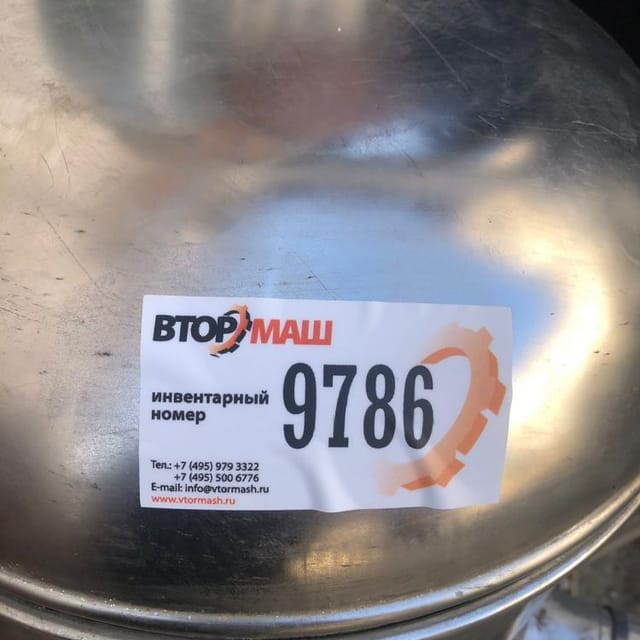 ВТОРМАШ
инвентарный
номер
9786
Тел.: +7 (495) 979 3322
+7 (495) 500 6776
E-mail: info@vtormash.ru
www.vtormash.ru